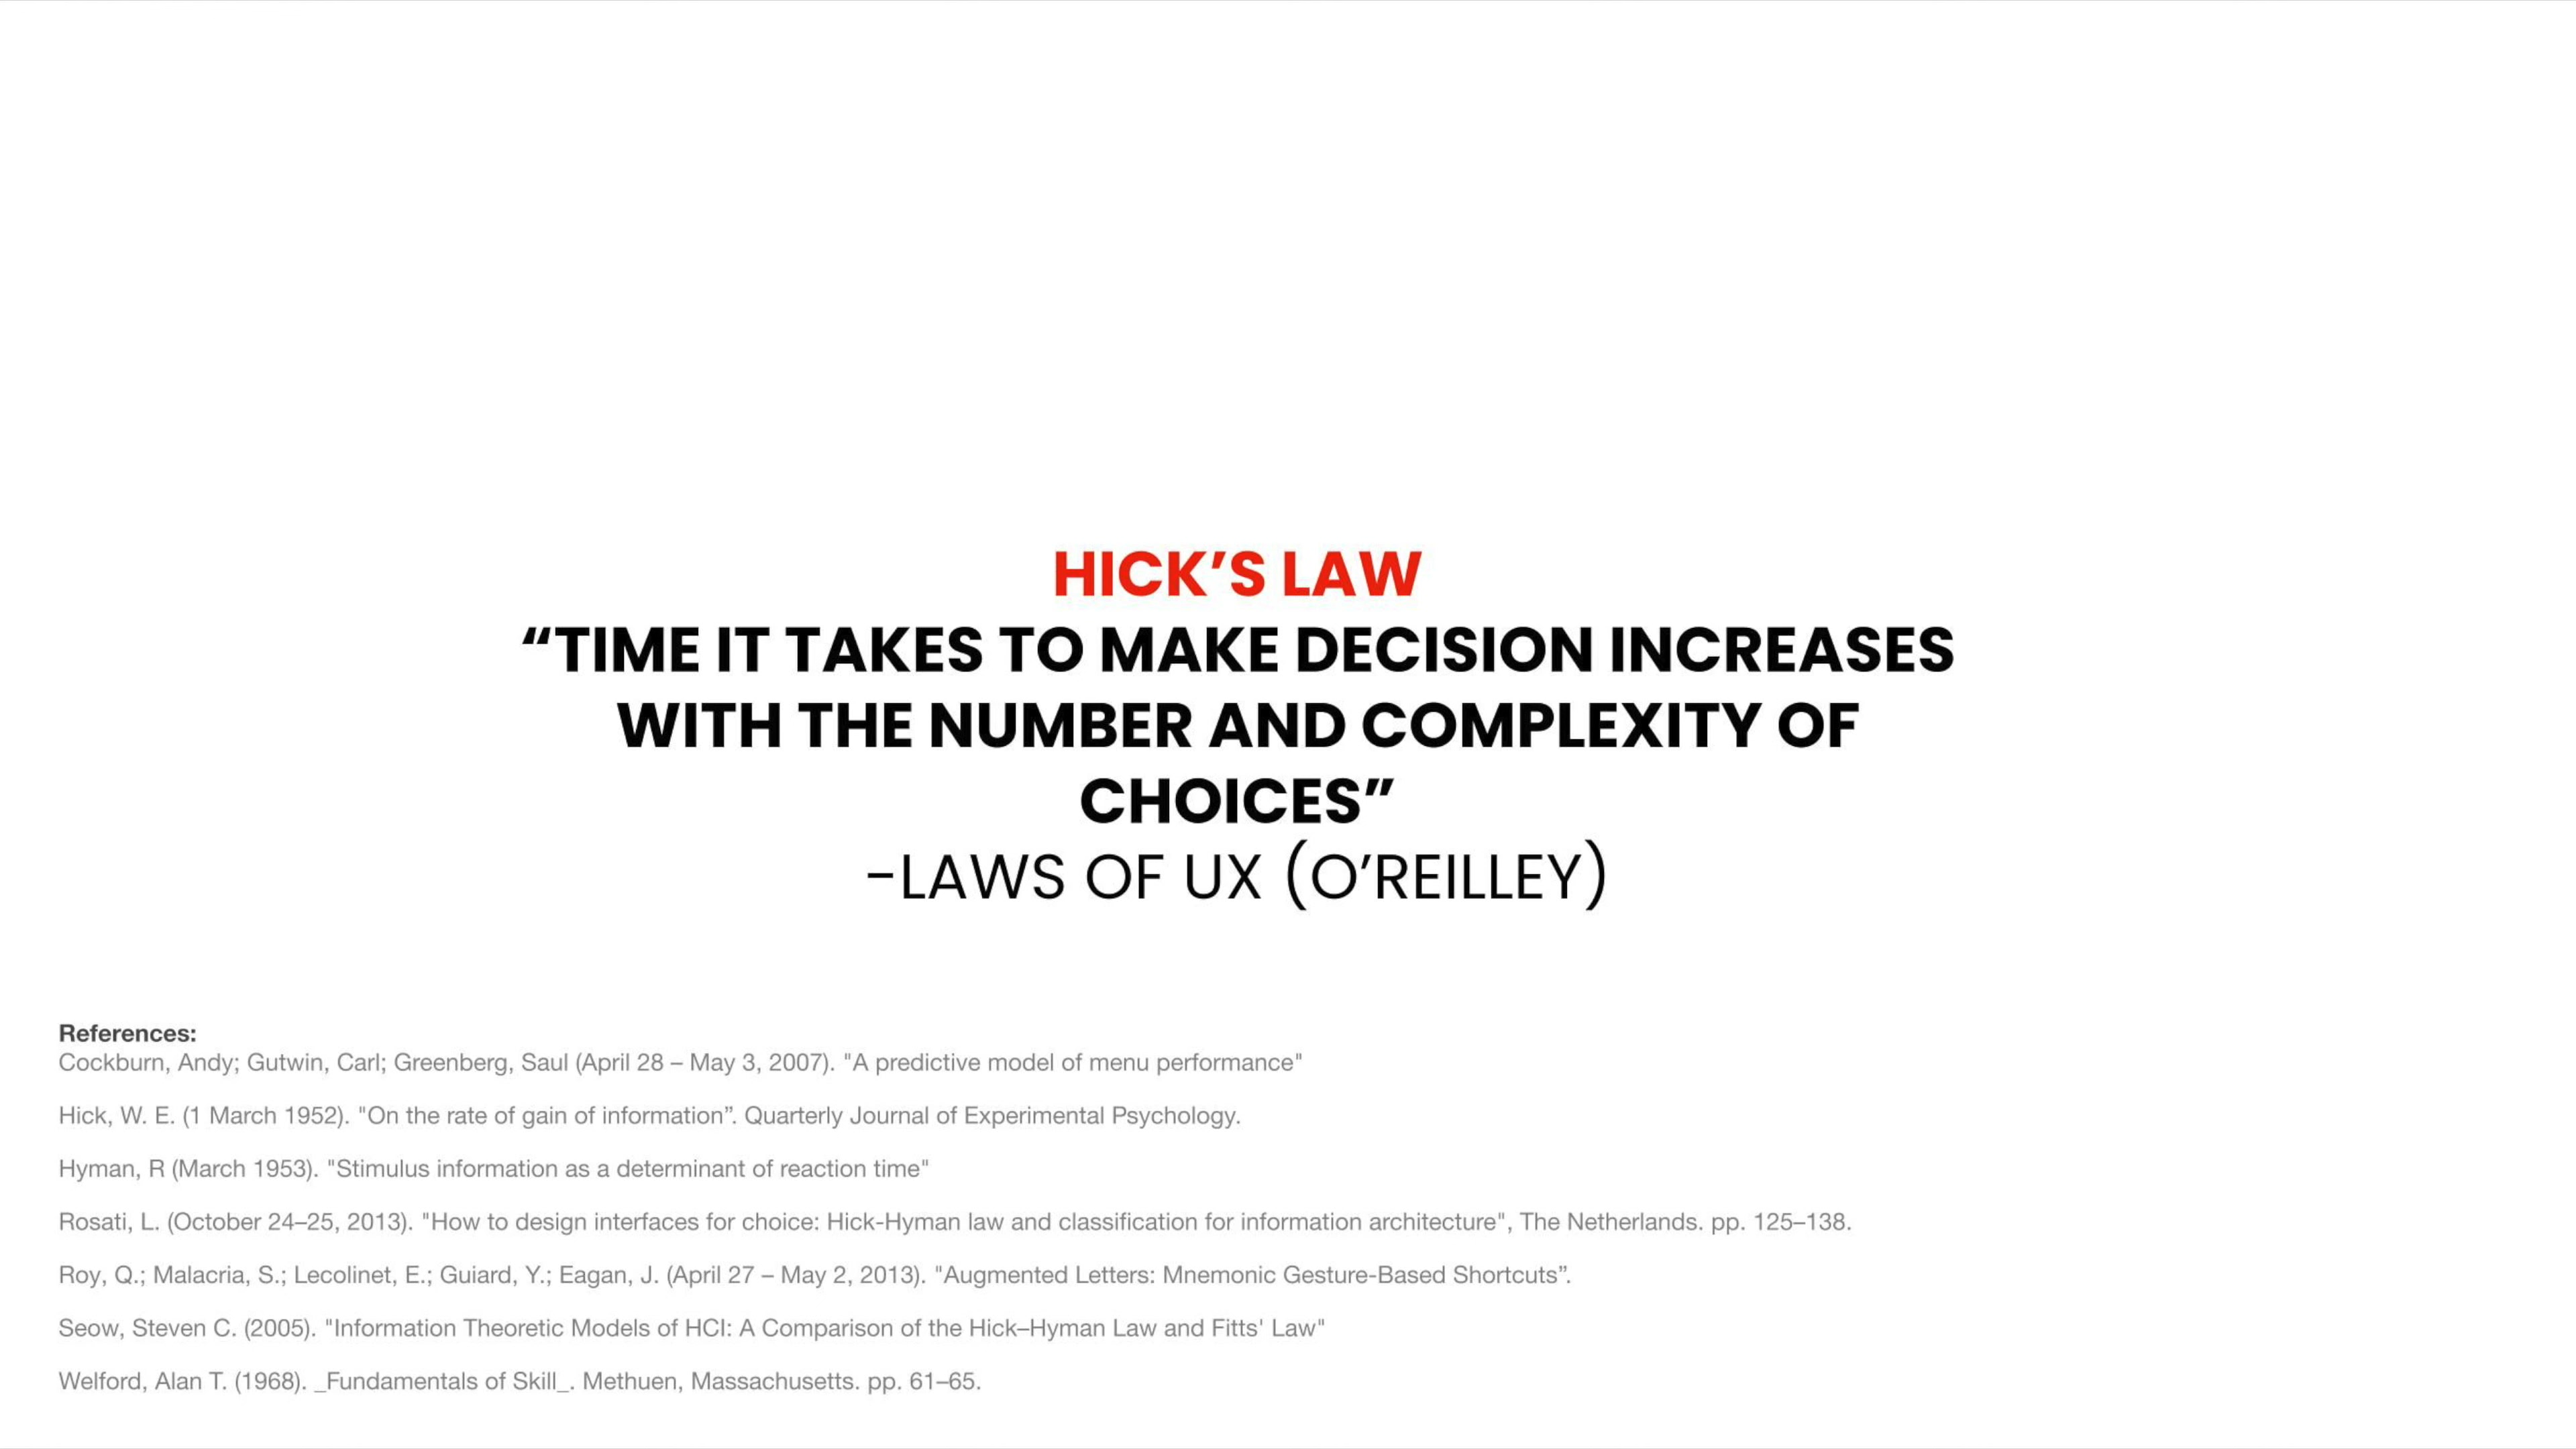 HICK’S LAW
“TIME IT TAKES TO MAKE DECISION INCREASES
WITH THE NUMBER AND COMPLEXITY OF
CHOICES”
-LAWS OF UX (O’REILLEY)
References:
Cockburn, Andy; Gutwin, Carl; Greenberg, Saul (April 28 – May 3, 2007). "A predictive model of menu performance"
Hick, W. E. (1 March 1952). "On the rate of gain of information”. Quarterly Journal of Experimental Psychology.
Hyman, R (March 1953). "Stimulus information as a determinant of reaction time"
Rosati, L. (October 24–25, 2013). "How to design interfaces for choice: Hick-Hyman law and classification for information architecture", The Netherlands. pp. 125–138.
Roy, Q.; Malacria, S.; Lecolinet, E.; Guiard, Y.; Eagan, J. (April 27 – May 2, 2013). "Augmented Letters: Mnemonic Gesture-Based Shortcuts”.
Seow, Steven C. (2005). "Information Theoretic Models of HCI: A Comparison of the Hick–Hyman Law and Fitts' Law"
Welford, Alan T. (1968). _Fundamentals of Skill_. Methuen, Massachusetts. pp. 61–65.